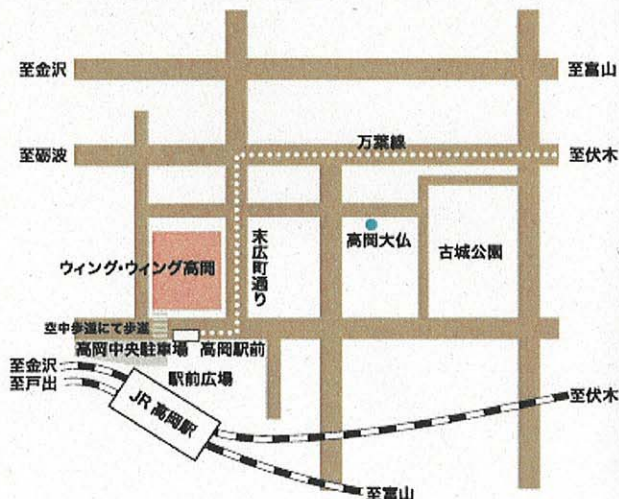 至金沢
至富山
万葉線
至砺波
至伏木
高岡大仏
古城公園
末広町通り
ウィング・ウィング高岡
空中歩道にて歩道
高岡中央駐車場
高岡駅前
至金沢
至戸出
駅前広場
JR高岡駅
至伏木
至富山